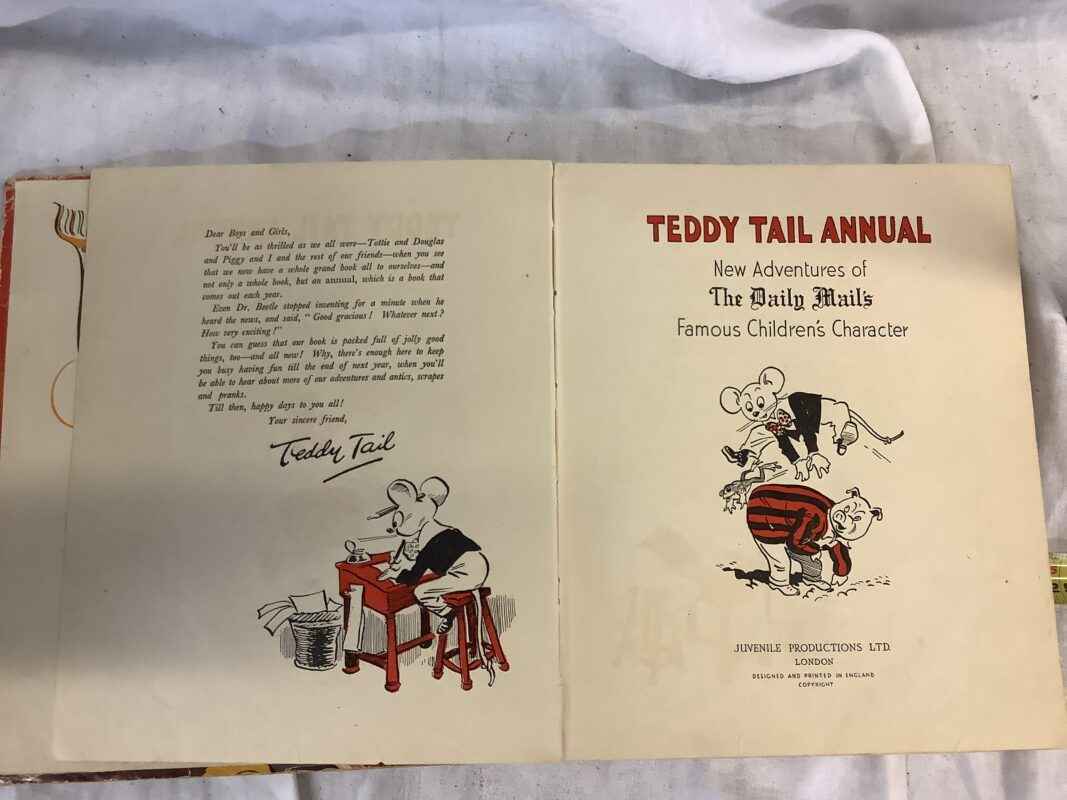 Dear Boys and Girls,
You'll be as thrilled as we all were—Tottie and Douglas
and Piggy and I and the rest of our friends—when you see
that we now have a whole grand book all to ourselves—and
not only a whole book, but an annual, which is a book that
comes out each year.
Even Dr. Beetle stopped inventing for a minute when he
heard the news, and said, " Good gracious ! Whatever next ?
How very exciting !"
You can guess that our book is packed full of jolly good
things, too—and all new! Why, there's enough here to keep
you busy having fun till the end of next year, when you'll
be able to hear about more of our adventures and antics, scrapes
and pranks.
Till then, happy days to you all!
Your sincere friend,
Teddy Tail
TEDDY TAIL ANNUAL
New Adventures of
The Daily Mail's
Famous Children's Character
JUVENILE PRODUCTIONS LTD.
LONDON
DESIGNED AND PRINTED IN ENGLAND
COPYRIGHT